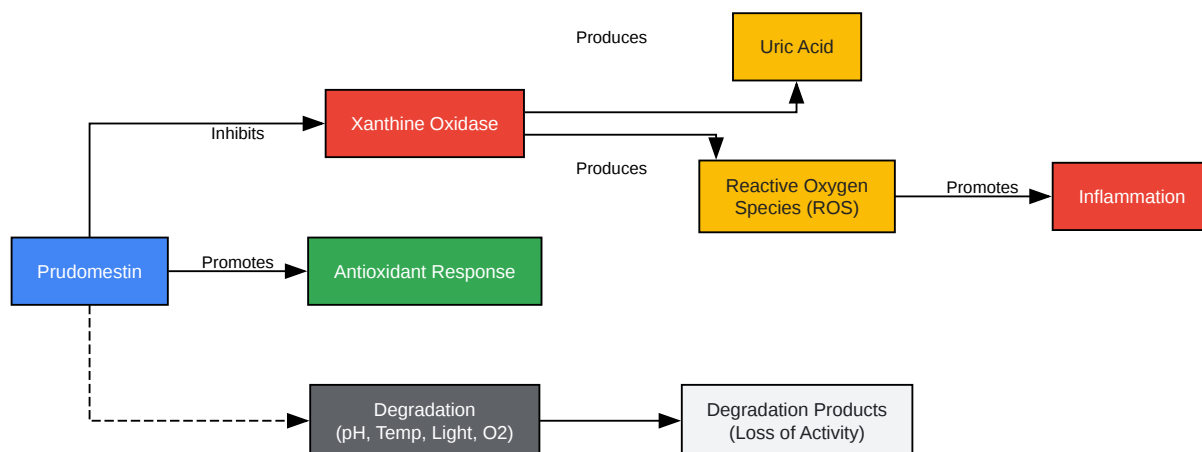 Produces
Uric Acid
Xanthine Oxidase
Inhibits
Produces
Reactive Oxygen
Species (ROS)
Promotes
Inflammation
Prudomestin
Promotes
Antioxidant Response
Degradation
(pH, Temp, Light, O2)
Degradation Products
(Loss of Activity)